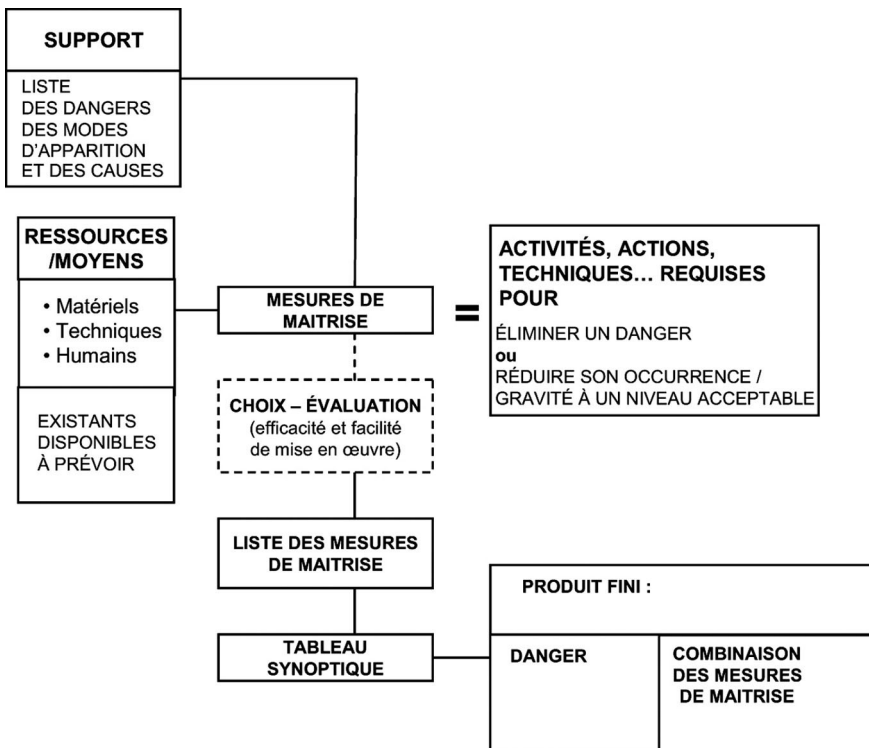 SUPPORT
LISTE
DES DANGERS
DES MODES
D'APPARITION
ET DES CAUSES
RESSOURCES
/MOYENS
• Matériels
• Techniques
• Humains
EXISTANTS
DISPONIBLES
À PRÉVOIR
MESURES DE
MAITRISE
=
ACTIVITÉS, ACTIONS,
TECHNIQUES... REQUISES
POUR
ÉLIMINER UN DANGER
ou
RÉDUIRE SON OCCURRENCE /
GRAVITÉ À UN NIVEAU ACCEPTABLE
CHOIX – ÉVALUATION
(efficacité et facilité
de mise en œuvre)
LISTE DES MESURES
DE MAITRISE
TABLEAU
SYNOPTIQUE
PRODUIT FINI :
DANGER
COMBINAISON
DES MESURES
DE MAITRISE